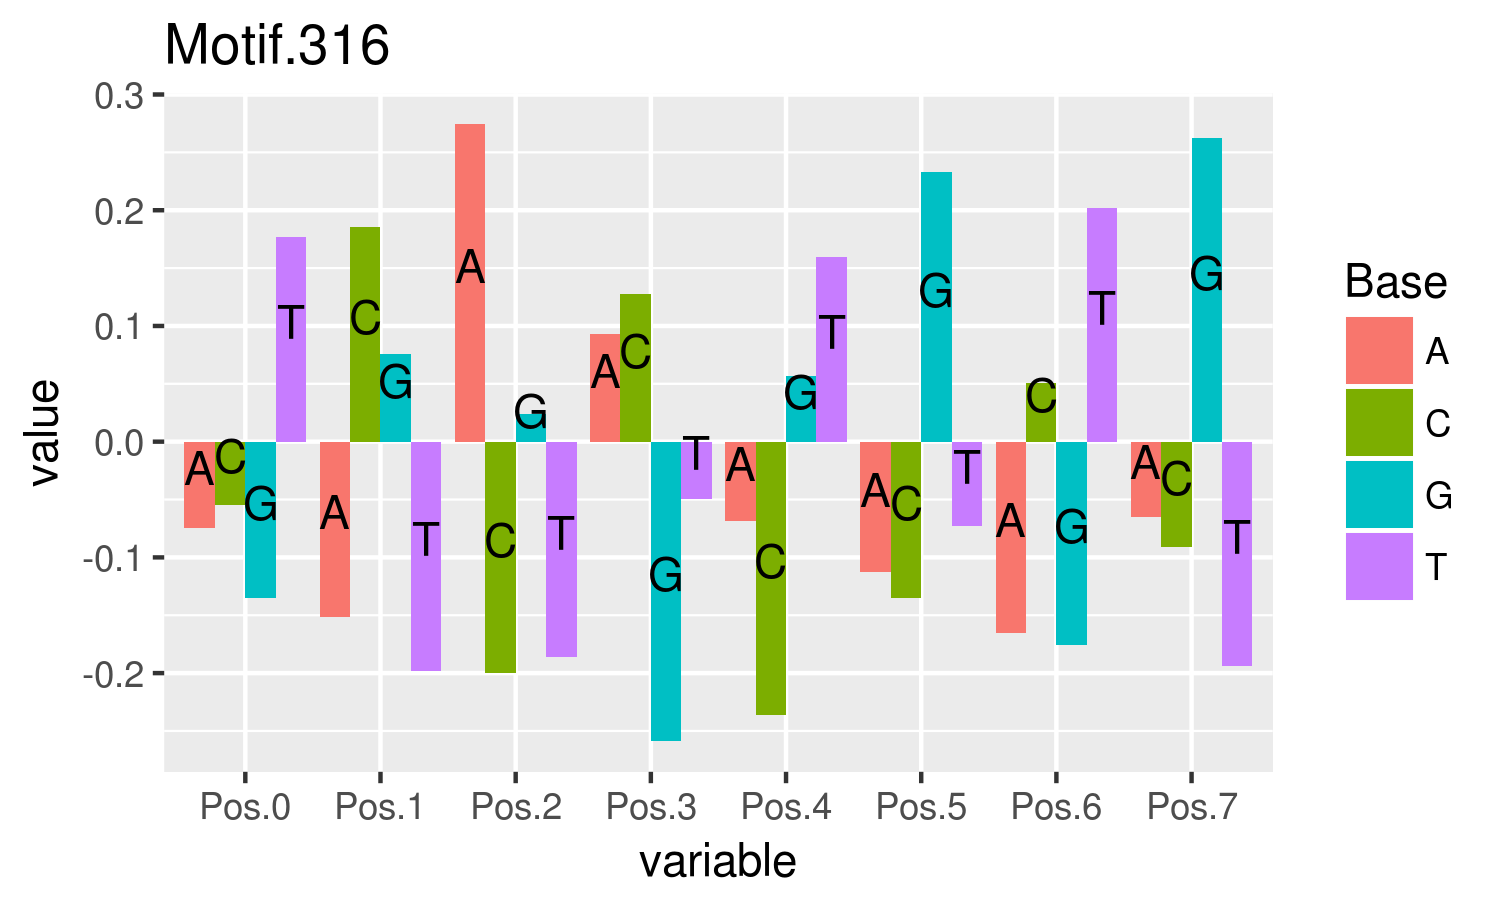 Motif.316
0.3
0.2
0.1
0.0
-0.1
-0.2
value
A C G T
A C G T
A C G T
A C G T
A C G T
A C G T
A C G T
A C G T
Pos.0 Pos.1 Pos.2 Pos.3 Pos.4 Pos.5 Pos.6 Pos.7
variable
Base
A
C
G
T